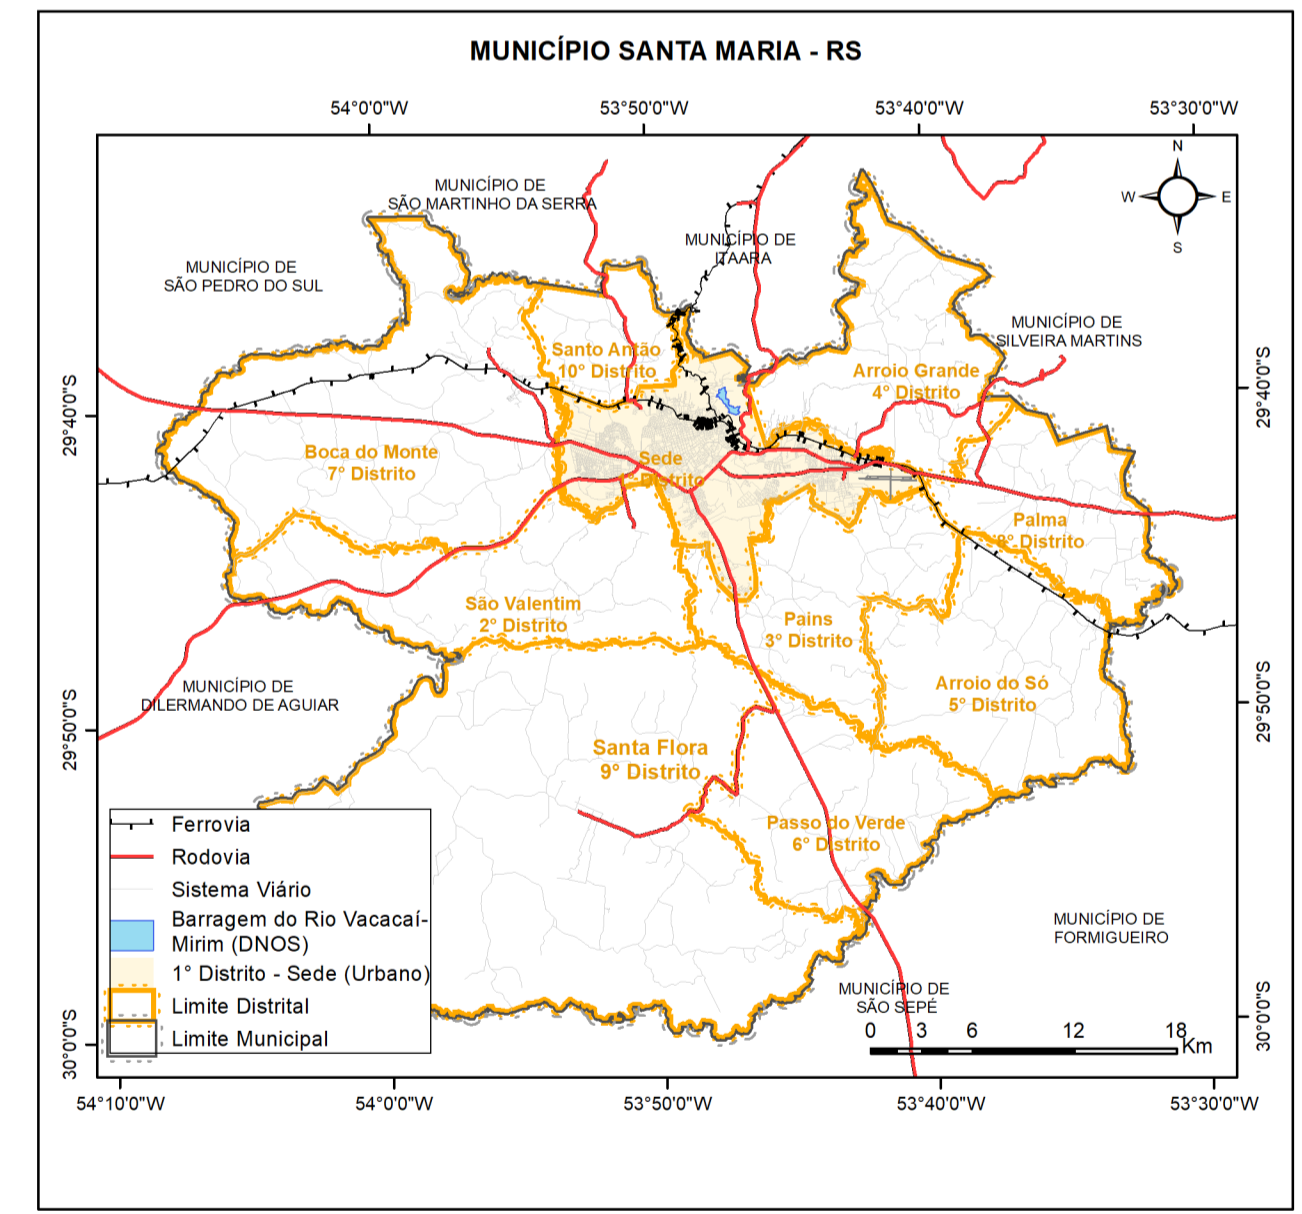 MUNICÍPIO SANTA MARIA - RS
54°0'0"W
53°50'0"W
53°40'0"W
53°30'0"W
N
W
E
S
MUNICÍPIO DE
SÃO MARTINHO DA SERRA
MUNICÍPIO DE
ITAARA
MUNICÍPIO DE
SÃO PEDRO DO SUL
MUNICÍPIO DE
SILVEIRA MARTINS
Santo Antão
10° Distrito
Arroio Grande
4° Distrito
29°40'0"S
29°40'0"S
Boca do Monte
7° Distrito
Sede
Distrito
Palma
8° Distrito
São Valentim
2° Distrito
Pains
3° Distrito
MUNICÍPIO DE
DILERMANDO DE AGUIAR
Arroio do Só
5° Distrito
29°50'0"S
29°50'0"S
Santa Flora
9° Distrito
Passo do Verde
6° Distrito
Ferrovia
Rodovia
Sistema Viário
Barragem do Rio Vacacaí-
Mirim (DNOS)
1° Distrito - Sede (Urbano)
Limite Distrital
Limite Municipal
MUNICÍPIO DE
FORMIGUEIRO
MUNICÍPIO DE
SÃO SEPÉ
0 3 6 12 18
Km
30°0'0"S
30°0'0"S
54°10'0"W
54°0'0"W
53°50'0"W
53°40'0"W
53°30'0"W